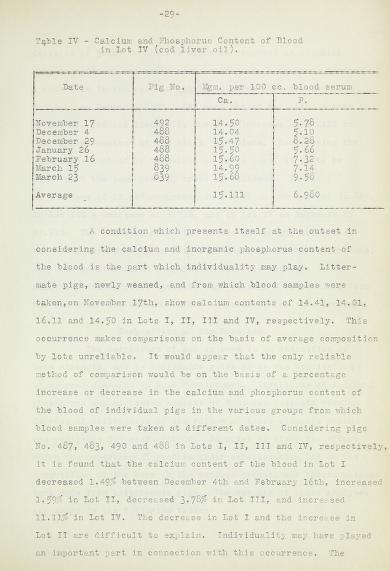 -29-
Table IV - Calcium and Phosphorus Content of Blood
in Lot IV (cod liver oil).
Date Pig No. Mgm. per 100 cc. blood serum
Ca. P.
November 17 492 14.50 5.78
December 4 488 14.04 5.10
December 29 488 15.47 8.28
January 26 488 15.50 5.66
February 16 488 15.60 7.32
March 15 839 14.99 7.14
March 23 839 15.68 9.58
Average 15.111 6.980
A condition which presents itself at the outset in
considering the calcium and inorganic phosphorus content of
the blood is the part which individuality may play. Litter-
mate pigs, newly weaned, and from which blood samples were
taken,on November 17th, show calcium contents of 14.41, 14.01,
16.11 and 14.50 in Lots I, II, III and IV, respectively. This
occurrence makes comparisons on the basis of average composition
by lots unreliable. It would appear that the only reliable
method of comparison would be on the basis of a percentage
increase or decrease in the calcium and phosphorus content of
the blood of individual pigs in the various groups from which
blood samples were taken at different dates. Considering pigs
No. 487, 483, 490 and 488 in Lots I, II, III and IV, respectively,
it is found that the calcium content of the blood in Lot I
decreased 1.49% between December 4th and February 16th, increased
1.59% in Lot II, decreased 3.78% in Lot III, and increased
11.11% in Lot IV. The decrease in Lot I and the increase in
Lot II are difficult to explain. Individuality may have played
an important part in connection with this occurrence. The